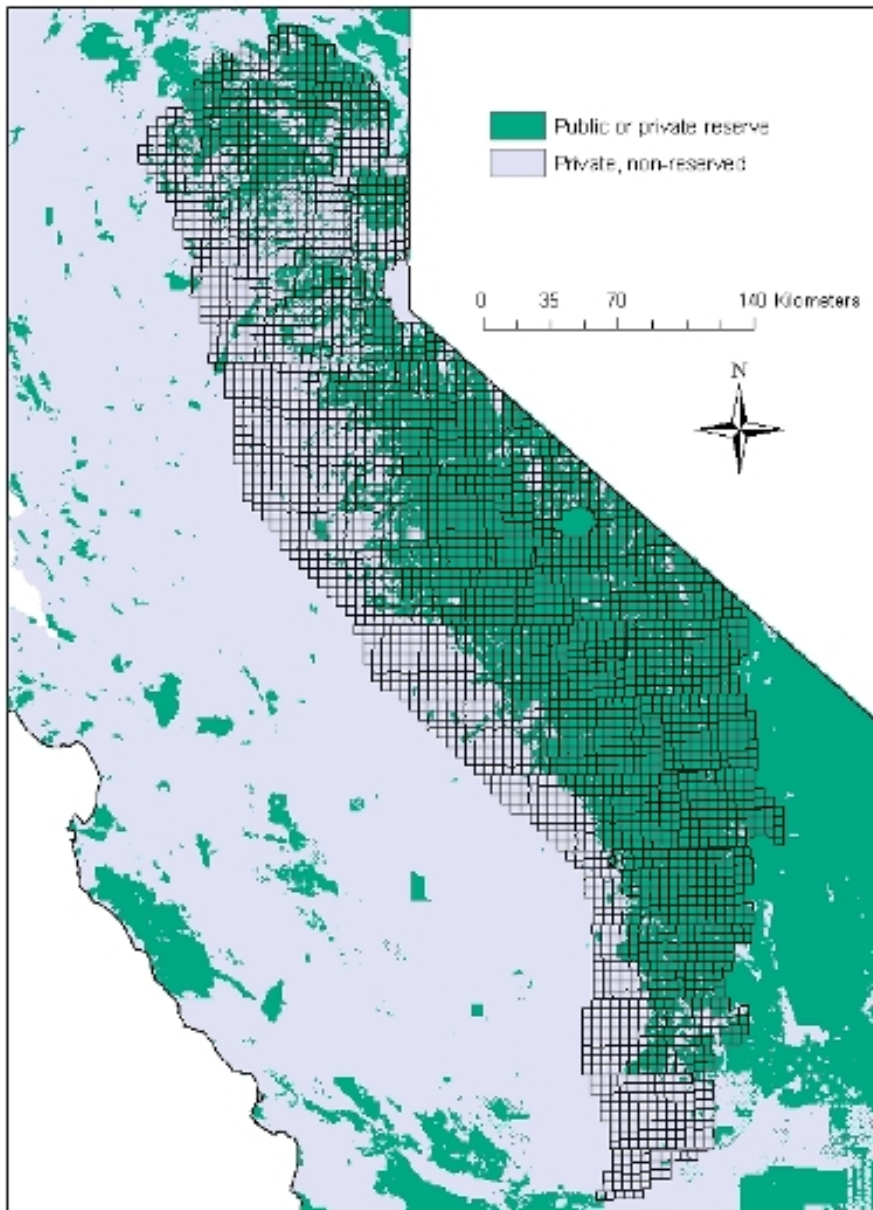 Public or private reserve
Private, non-reserved
0 35 70 140 Kilometers
N